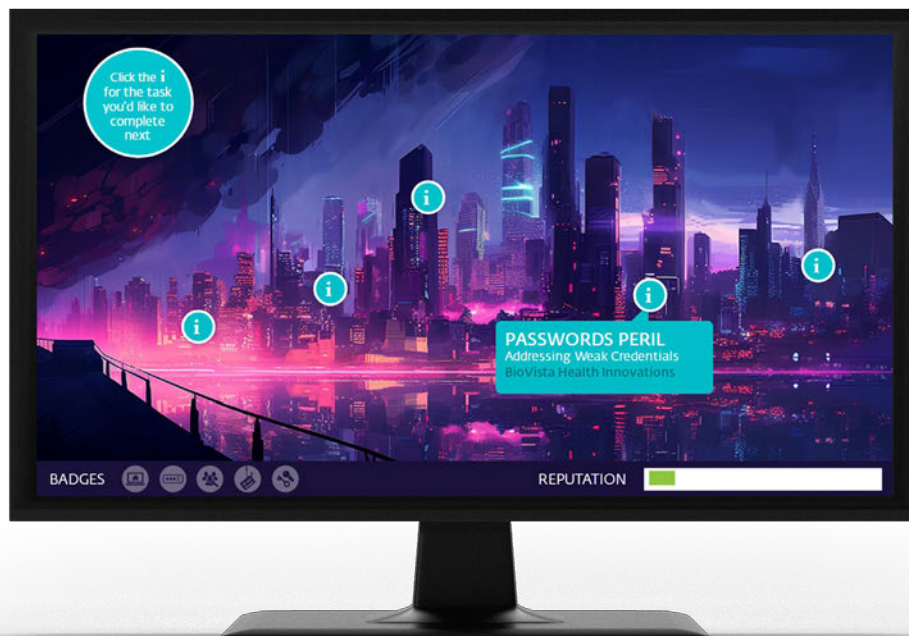 Click the i
for the task
you'd like to
complete
next
i
i
i
i
i
PASSWORDS PERIL
Addressing Weak Credentials
BioVista Health Innovations
BADGES
REPUTATION